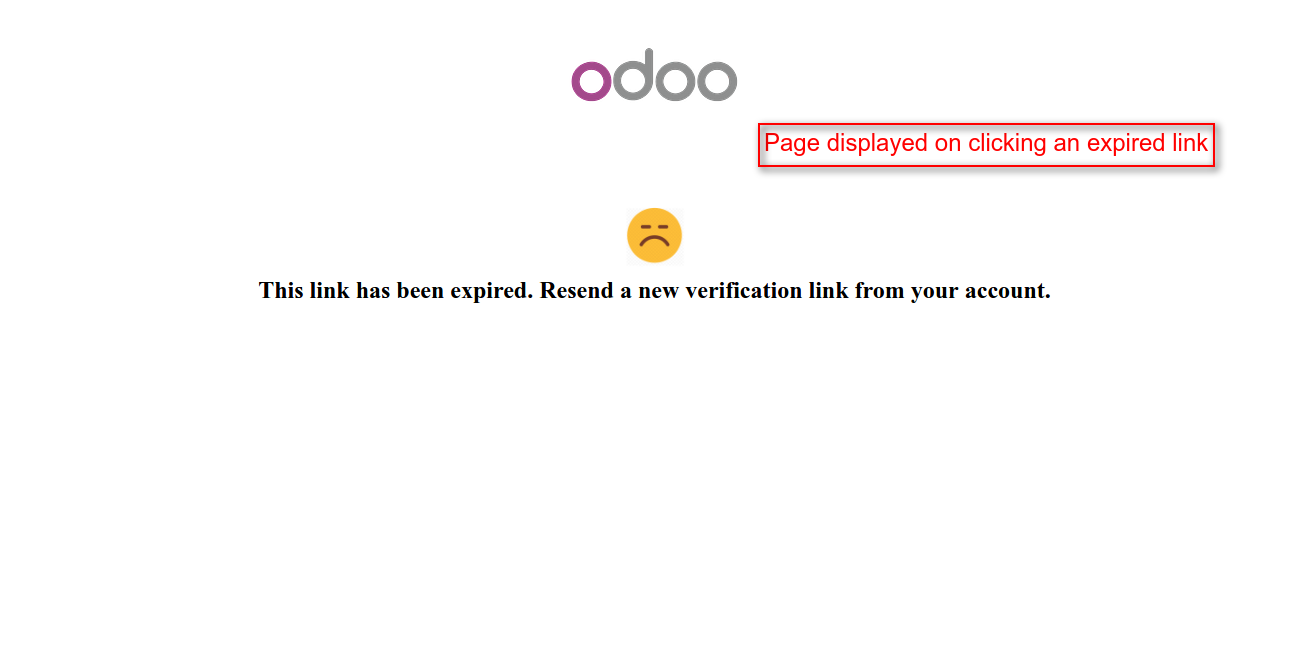 odoo
Page displayed on clicking an expired link
This link has been expired. Resend a new verification link from your account.